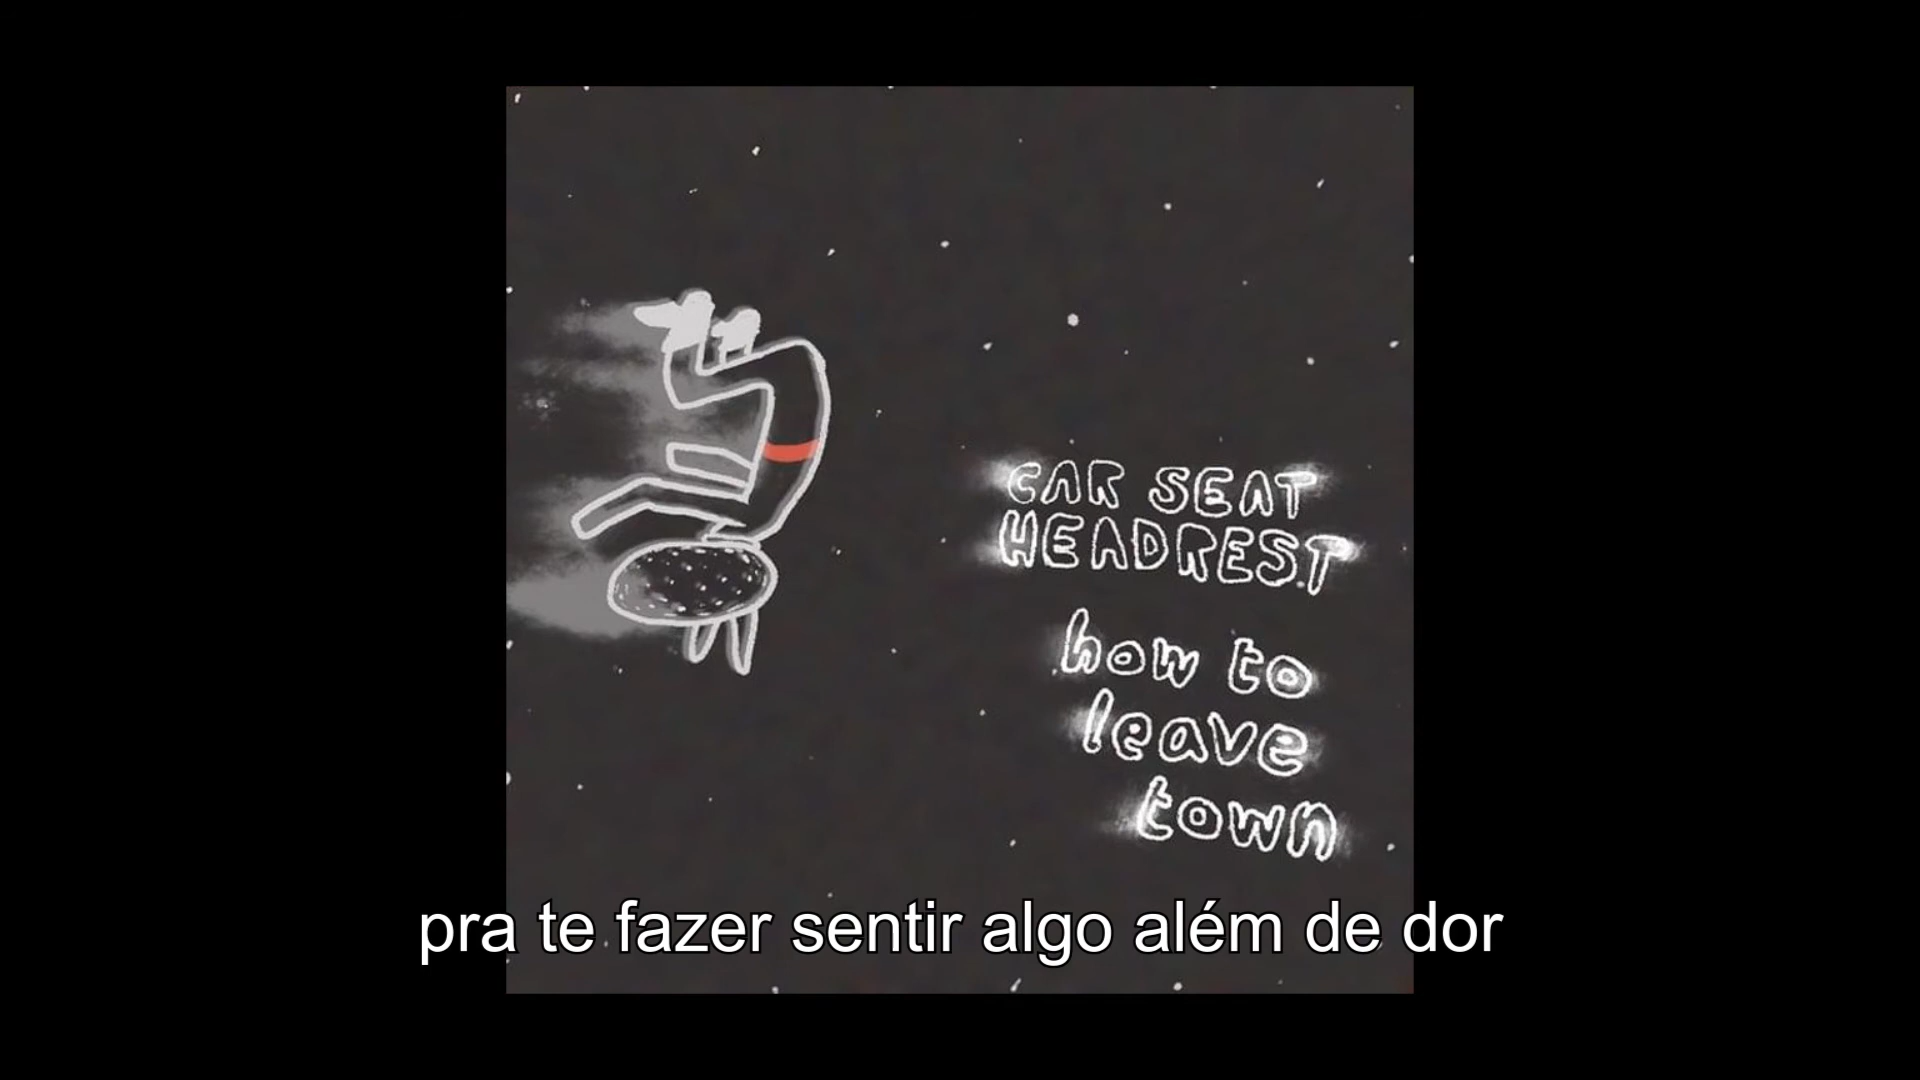 CAR SEAT
HEADREST
how to
leave
town
pra te fazer sentir algo além de dor